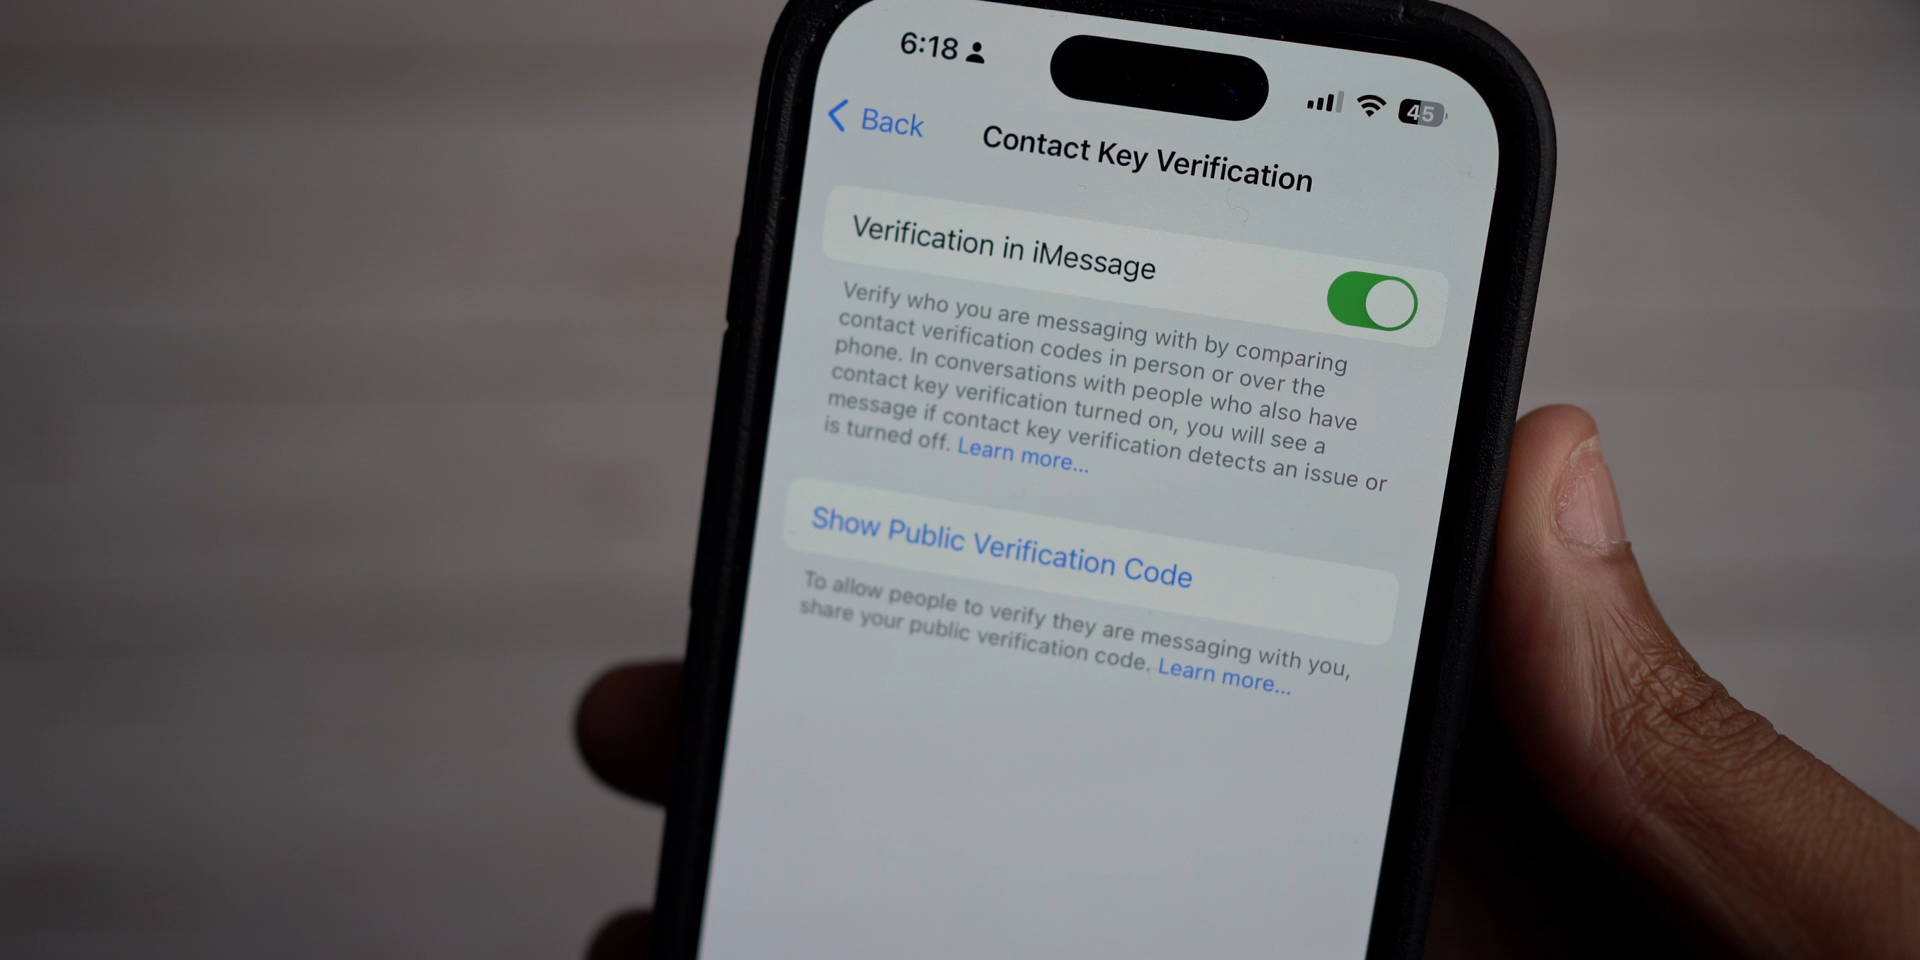 6:18
45
Back
Contact Key Verification
Verification in iMessage
Verify who you are messaging with by comparing
contact verification codes in person or over the
phone. In conversations with people who also have
contact key verification turned on, you will see a
message if contact key verification detects an issue or
is turned off. Learn more...
Show Public Verification Code
To allow people to verify they are messaging with you,
share your public verification code. Learn more...